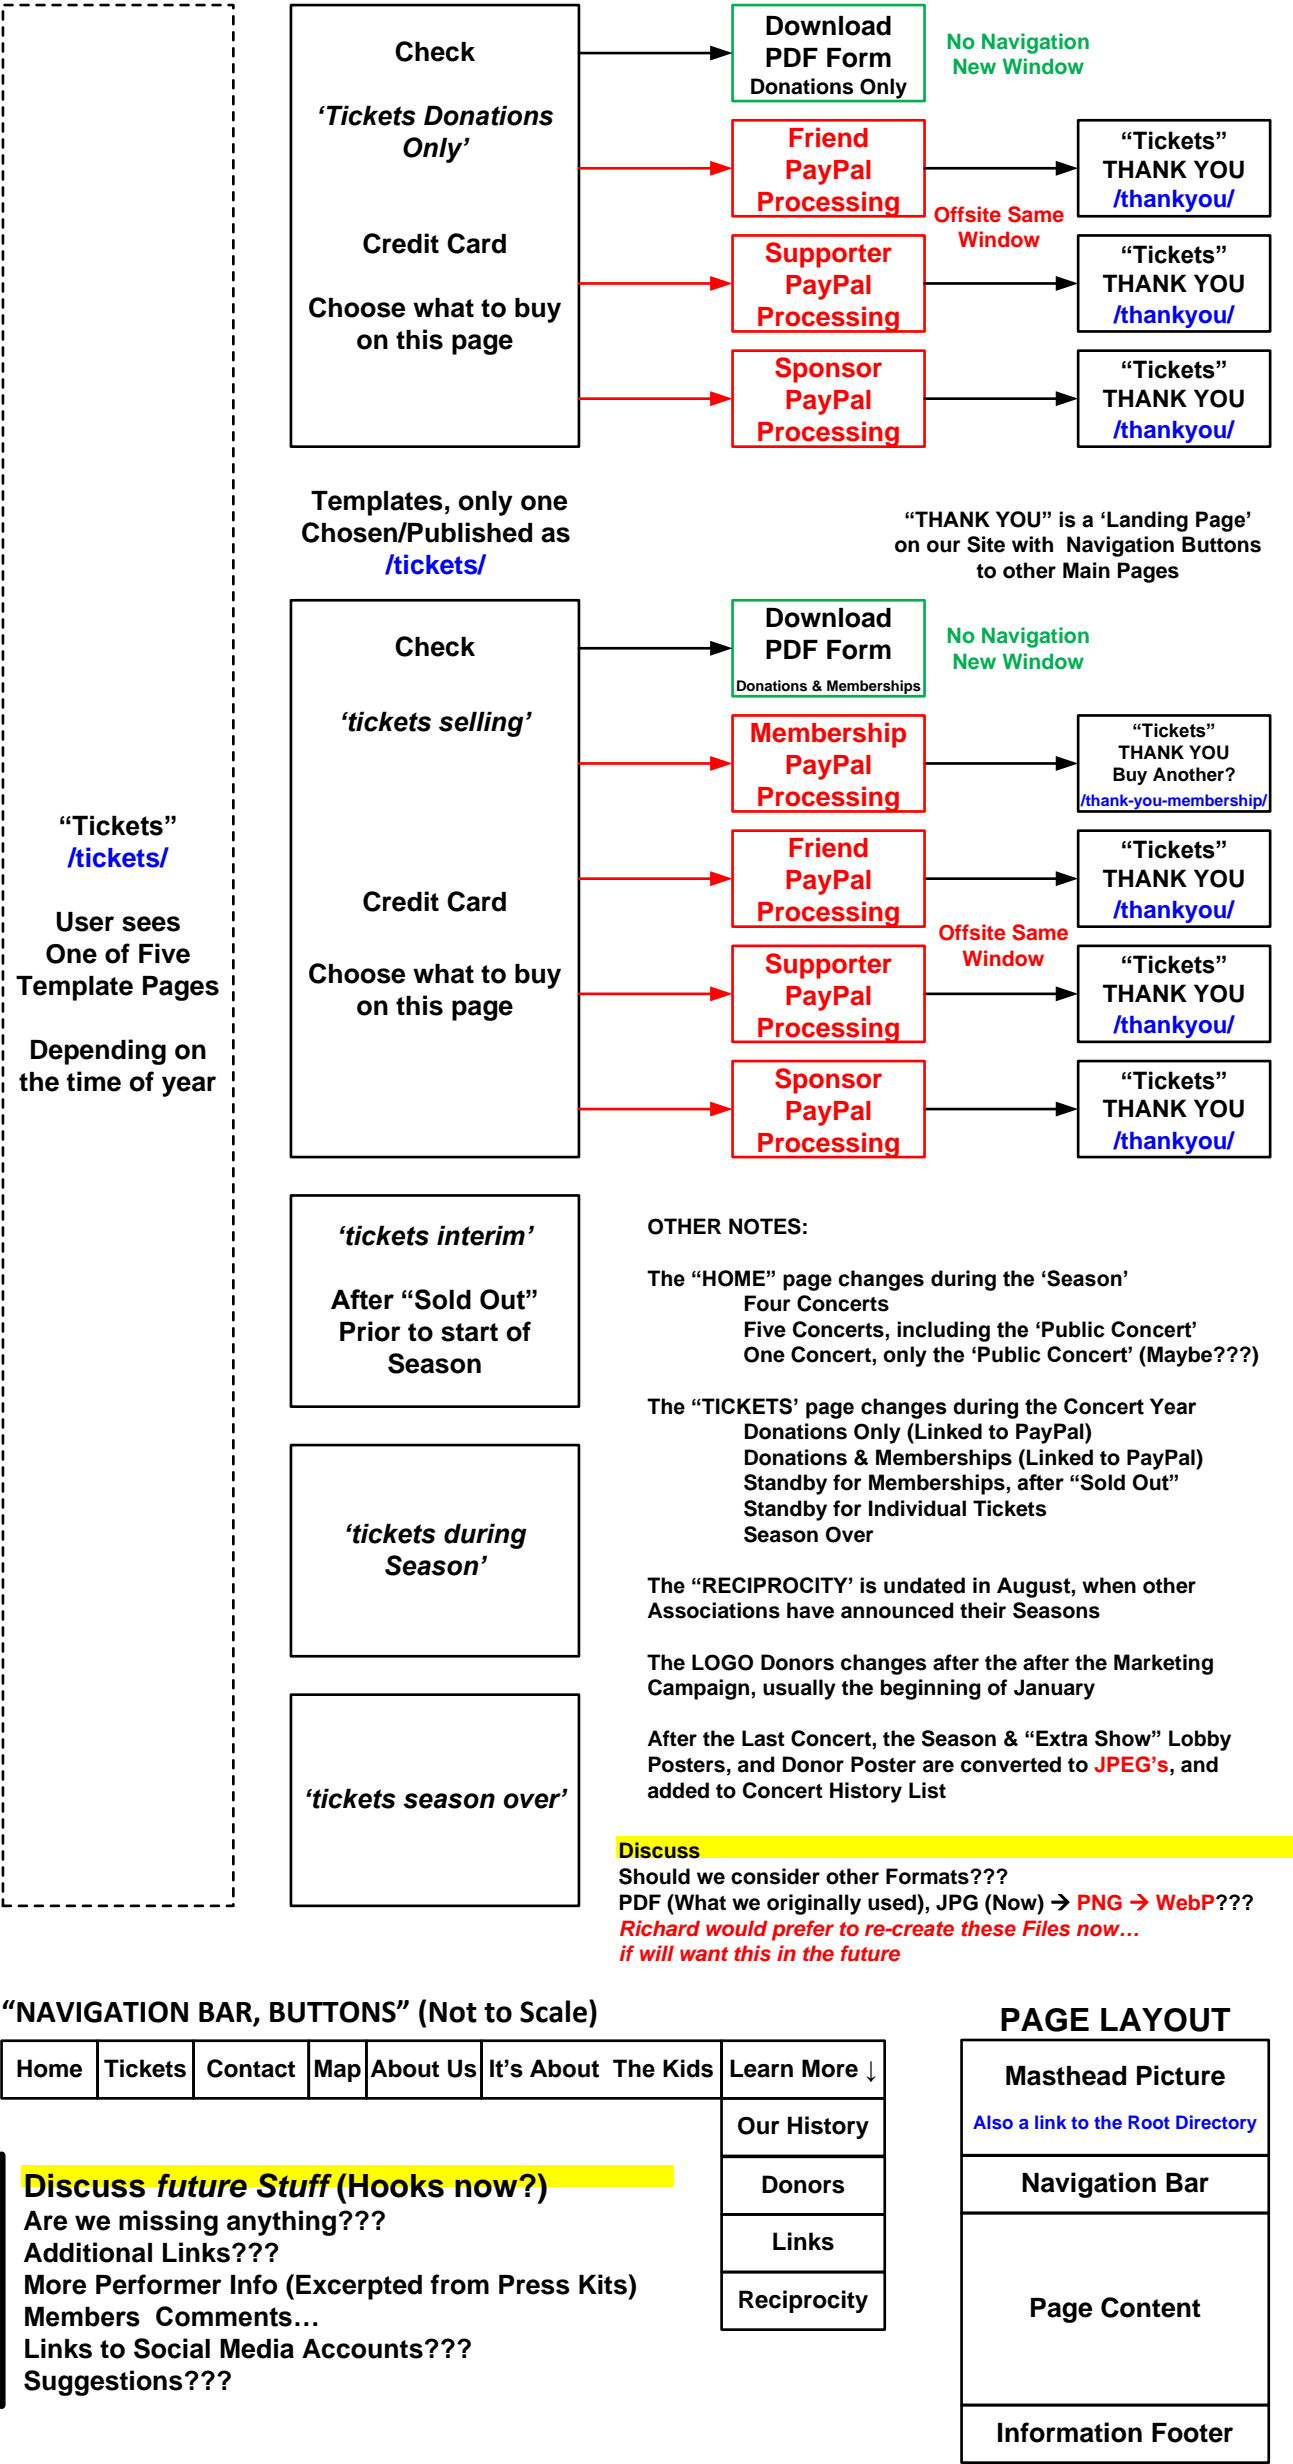 Check
‘Tickets Donations
Only’
Credit Card
Choose what to buy
on this page
Download
PDF Form
Donations Only
No Navigation
New Window
Friend
PayPal
Processing
“Tickets”
THANK YOU
/thankyou/
Offsite Same
Window
Supporter
PayPal
Processing
“Tickets”
THANK YOU
/thankyou/
Sponsor
PayPal
Processing
“Tickets”
THANK YOU
/thankyou/
Templates, only one
Chosen/Published as
/tickets/
“THANK YOU” is a ‘Landing Page’
on our Site with Navigation Buttons
to other Main Pages
“Tickets”
/tickets/
User sees
One of Five
Template Pages
Depending on
the time of year
Check
‘tickets selling’
Credit Card
Choose what to buy
on this page
Download
PDF Form
Donations & Memberships
No Navigation
New Window
Membership
PayPal
Processing
“Tickets”
THANK YOU
Buy Another?
/thank-you-membership/
Friend
PayPal
Processing
“Tickets”
THANK YOU
/thankyou/
Offsite Same
Window
Supporter
PayPal
Processing
“Tickets”
THANK YOU
/thankyou/
Sponsor
PayPal
Processing
“Tickets”
THANK YOU
/thankyou/
‘tickets interim’
After “Sold Out”
Prior to start of
Season
‘tickets during
Season’
‘tickets season over’
OTHER NOTES:
The “HOME” page changes during the ‘Season’
Four Concerts
Five Concerts, including the ‘Public Concert’
One Concert, only the ‘Public Concert’ (Maybe???)
The “TICKETS’ page changes during the Concert Year
Donations Only (Linked to PayPal)
Donations & Memberships (Linked to PayPal)
Standby for Memberships, after “Sold Out”
Standby for Individual Tickets
Season Over
The “RECIPROCITY’ is undated in August, when other
Associations have announced their Seasons
The LOGO Donors changes after the after the Marketing
Campaign, usually the beginning of January
After the Last Concert, the Season & “Extra Show” Lobby
Posters, and Donor Poster are converted to JPEG’s, and
added to Concert History List
Discuss
Should we consider other Formats???
PDF (What we originally used), JPG (Now) → PNG → WebP???
Richard would prefer to re-create these Files now…
if will want this in the future
“NAVIGATION BAR, BUTTONS” (Not to Scale)
Home Tickets Contact Map About Us It’s About The Kids Learn More ↓
Our History
Donors
Links
Reciprocity
Discuss future Stuff (Hooks now?)
Are we missing anything???
Additional Links???
More Performer Info (Excerpted from Press Kits)
Members Comments…
Links to Social Media Accounts???
Suggestions???
PAGE LAYOUT
Masthead Picture
Also a link to the Root Directory
Navigation Bar
Page Content
Information Footer